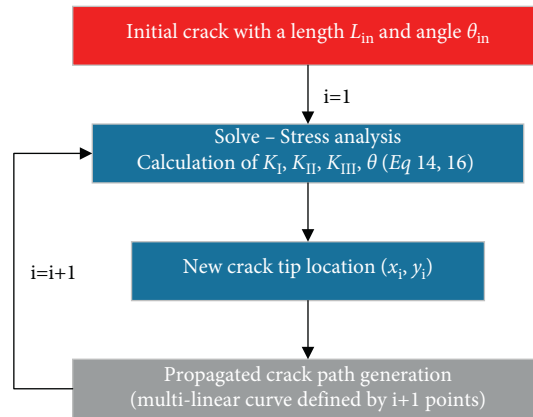 Initial crack with a length L_in and angle θ_in
i=1
Solve – Stress analysis
Calculation of K_I, K_II, K_III, θ (Eq 14, 16)
New crack tip location (x_i, y_i)
i=i+1
Propagated crack path generation
(multi-linear curve defined by i+1 points)